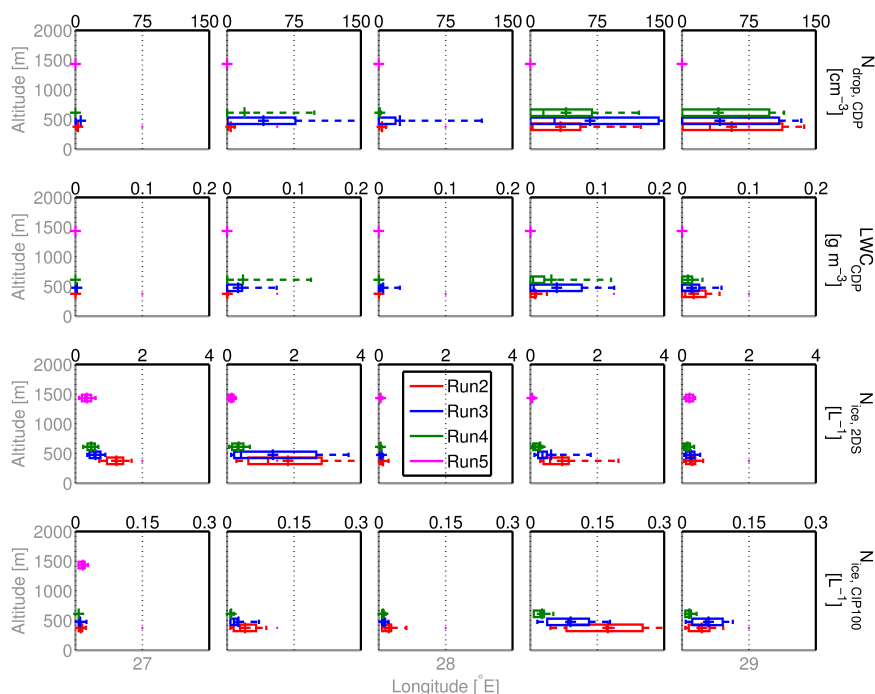 0 75 150 0 75 150 0 75 150 0 75 150 0 75 150
2000
1500
1000
500
0
Altitude [m]
N drop, CDP
[cm−3]
0 0.1 0.2 0 0.1 0.2 0 0.1 0.2 0 0.1 0.2 0 0.1 0.2
2000
1500
1000
500
0
Altitude [m]
LWC CDP
[g m−3]
0 2 4 0 2 4 0 2 4 0 2 4 0 2 4
2000
1500
1000
500
0
Altitude [m]
Run2
Run3
Run4
Run5
N ice, 2DS
[L−1]
0 0.15 0.3 0 0.15 0.3 0 0.15 0.3 0 0.15 0.3 0 0.15 0.3
2000
1500
1000
500
0
Altitude [m]
N ice, CIP100
[L−1]
27 28 29
Longitude [°E]